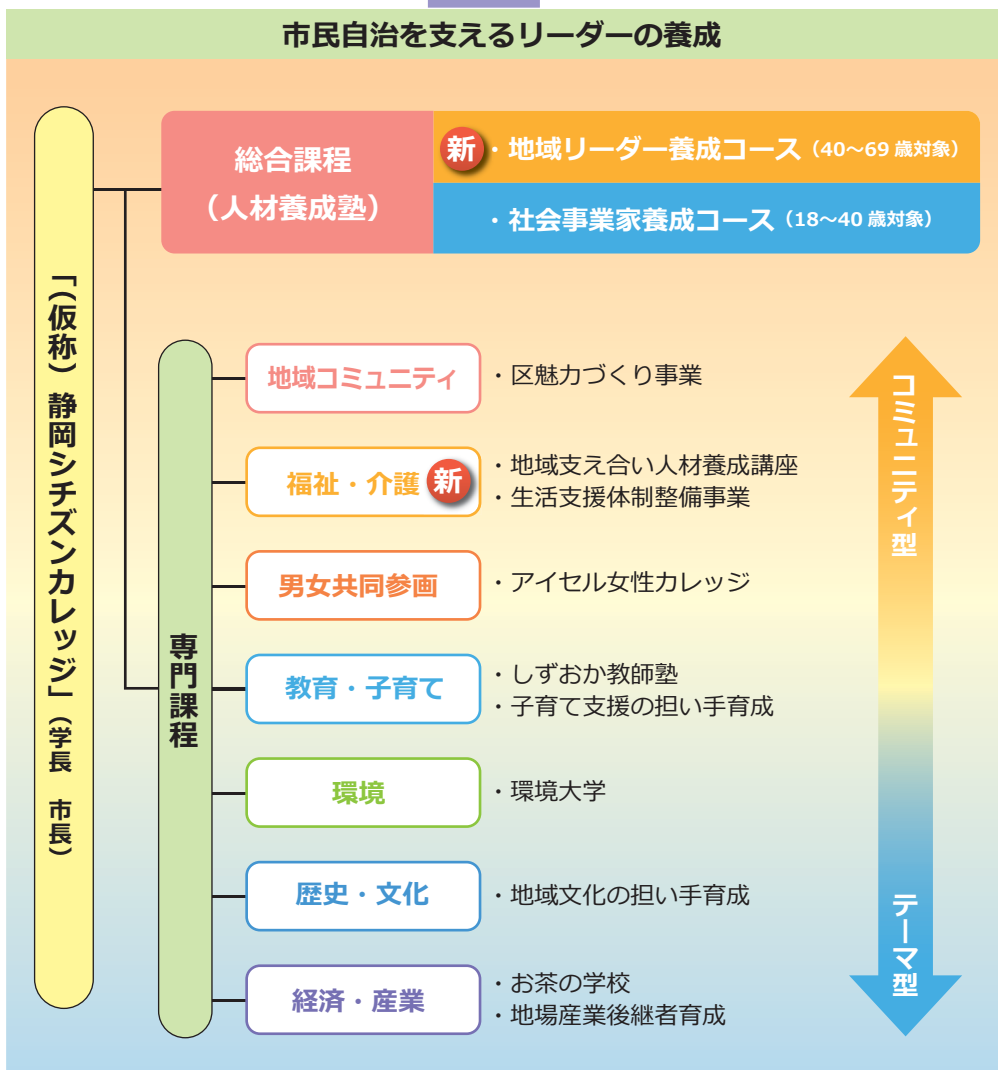 市民自治を支えるリーダーの養成
「（仮称）静岡シチズンカレッジ」（学長　市長）
総合課程
（人材養成塾）
新・地域リーダー養成コース（40～69 歳対象）
・社会事業家養成コース（18～40 歳対象）
専門課程
地域コミュニティ
・区魅力づくり事業
福祉・介護 新
・地域支え合い人材養成講座
・生活支援体制整備事業
男女共同参画
・アイセル女性カレッジ
教育・子育て
・しずおか教師塾
・子育て支援の担い手育成
環境
・環境大学
歴史・文化
・地域文化の担い手育成
経済・産業
・お茶の学校
・地場産業後継者育成
コミュニティ型
テーマ型